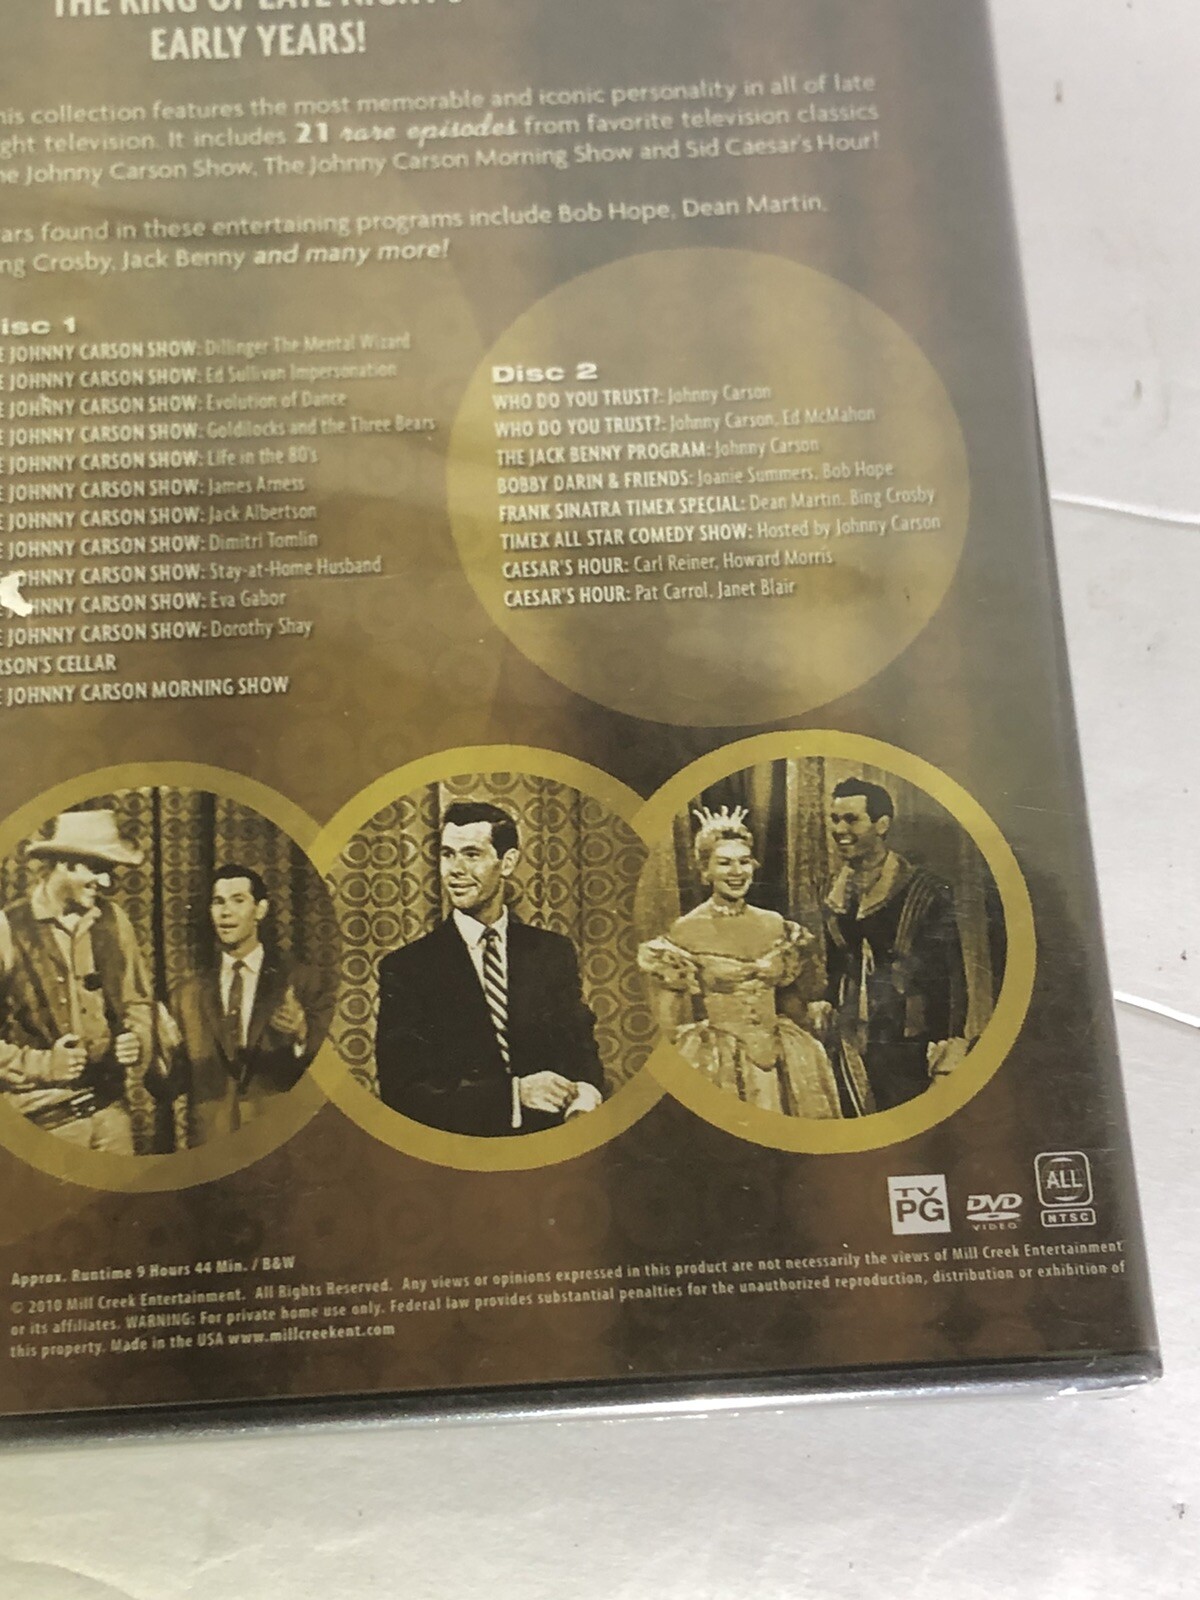 THE KING OF LATE NIGHT'S
EARLY YEARS!
his collection features the most memorable and iconic personality in all of late
ght television. It includes 21 rare episodes from favorite television classics
he Johnny Carson Show, The Johnny Carson Morning Show and Sid Caesar's Hour!
ars found in these entertaining programs include Bob Hope, Dean Martin,
ng Crosby, Jack Benny and many more!
isc 1
E JOHNNY CARSON SHOW: Dillinger The Mental Wizard
E JOHNNY CARSON SHOW: Ed Sullivan Impersonation
E JOHNNY CARSON SHOW: Evolution of Dance
E JOHNNY CARSON SHOW: Goldilocks and the Three Bears
E JOHNNY CARSON SHOW: Life in the 80's
E JOHNNY CARSON SHOW: James Arness
E JOHNNY CARSON SHOW: Jack Albertson
E JOHNNY CARSON SHOW: Dimitri Tomlin
E JOHNNY CARSON SHOW: Stay-at-Home Husband
HNNY CARSON SHOW: Eva Gabor
E JOHNNY CARSON SHOW: Dorothy Shay
RSON'S CELLAR
E JOHNNY CARSON MORNING SHOW
Disc 2
WHO DO YOU TRUST?: Johnny Carson
WHO DO YOU TRUST?: Johnny Carson, Ed McMahon
THE JACK BENNY PROGRAM: Johnny Carson
BOBBY DARIN & FRIENDS: Joanie Summers, Bob Hope
FRANK SINATRA TIMEX SPECIAL: Dean Martin, Bing Crosby
TIMEX ALL STAR COMEDY SHOW: Hosted by Johnny Carson
CAESAR'S HOUR: Carl Reiner, Howard Morris
CAESAR'S HOUR: Pat Carrol, Janet Blair
TV
PG
DVD
VIDEO
ALL
NTSC
Approx. Runtime 9 Hours 44 Min. / B&W
© 2010 Mill Creek Entertainment. All Rights Reserved. Any views or opinions expressed in this product are not necessarily the views of Mill Creek Entertainment
or its affiliates. WARNING: For private home use only. Federal law provides substantial penalties for the unauthorized reproduction, distribution or exhibition of
this property. Made in the USA www.millcreekent.com